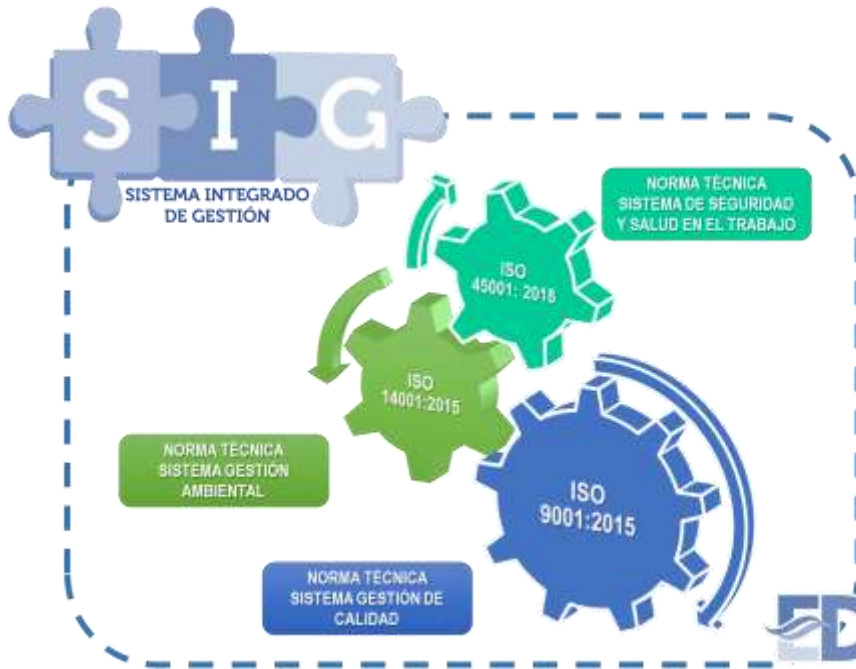 SIG
SISTEMA INTEGRADO
DE GESTIÓN
NORMA TÉCNICA
SISTEMA DE SEGURIDAD
Y SALUD EN EL TRABAJO
ISO
45001: 2018
ISO
14001:2015
NORMA TÉCNICA
SISTEMA GESTIÓN
AMBIENTAL
ISO
9001:2015
NORMA TÉCNICA
SISTEMA GESTIÓN DE
CALIDAD